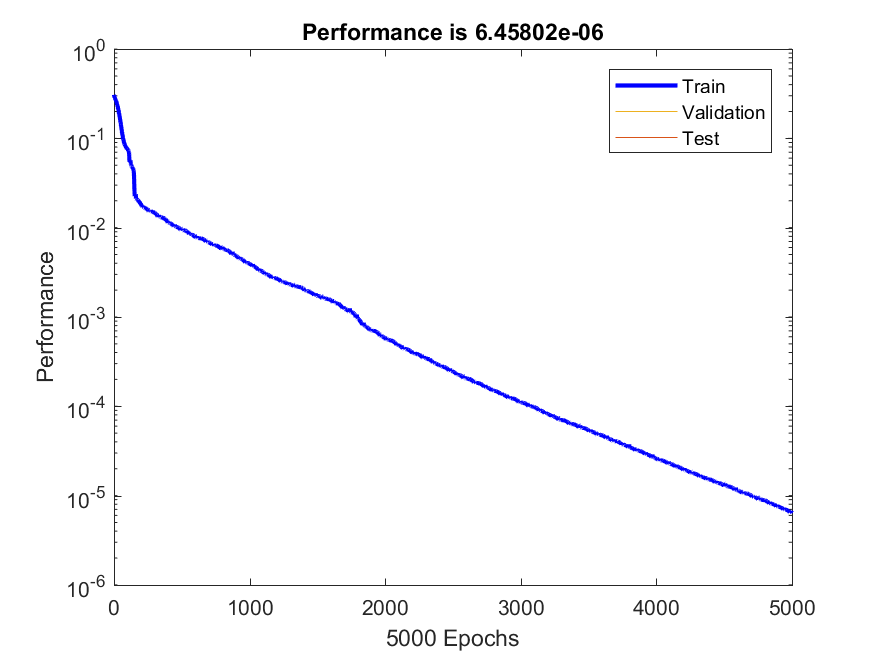 Performance is 6.45802e-06
10^0
10^-1
10^-2
10^-3
10^-4
10^-5
10^-6
Performance
Train
Validation
Test
0 1000 2000 3000 4000 5000
5000 Epochs